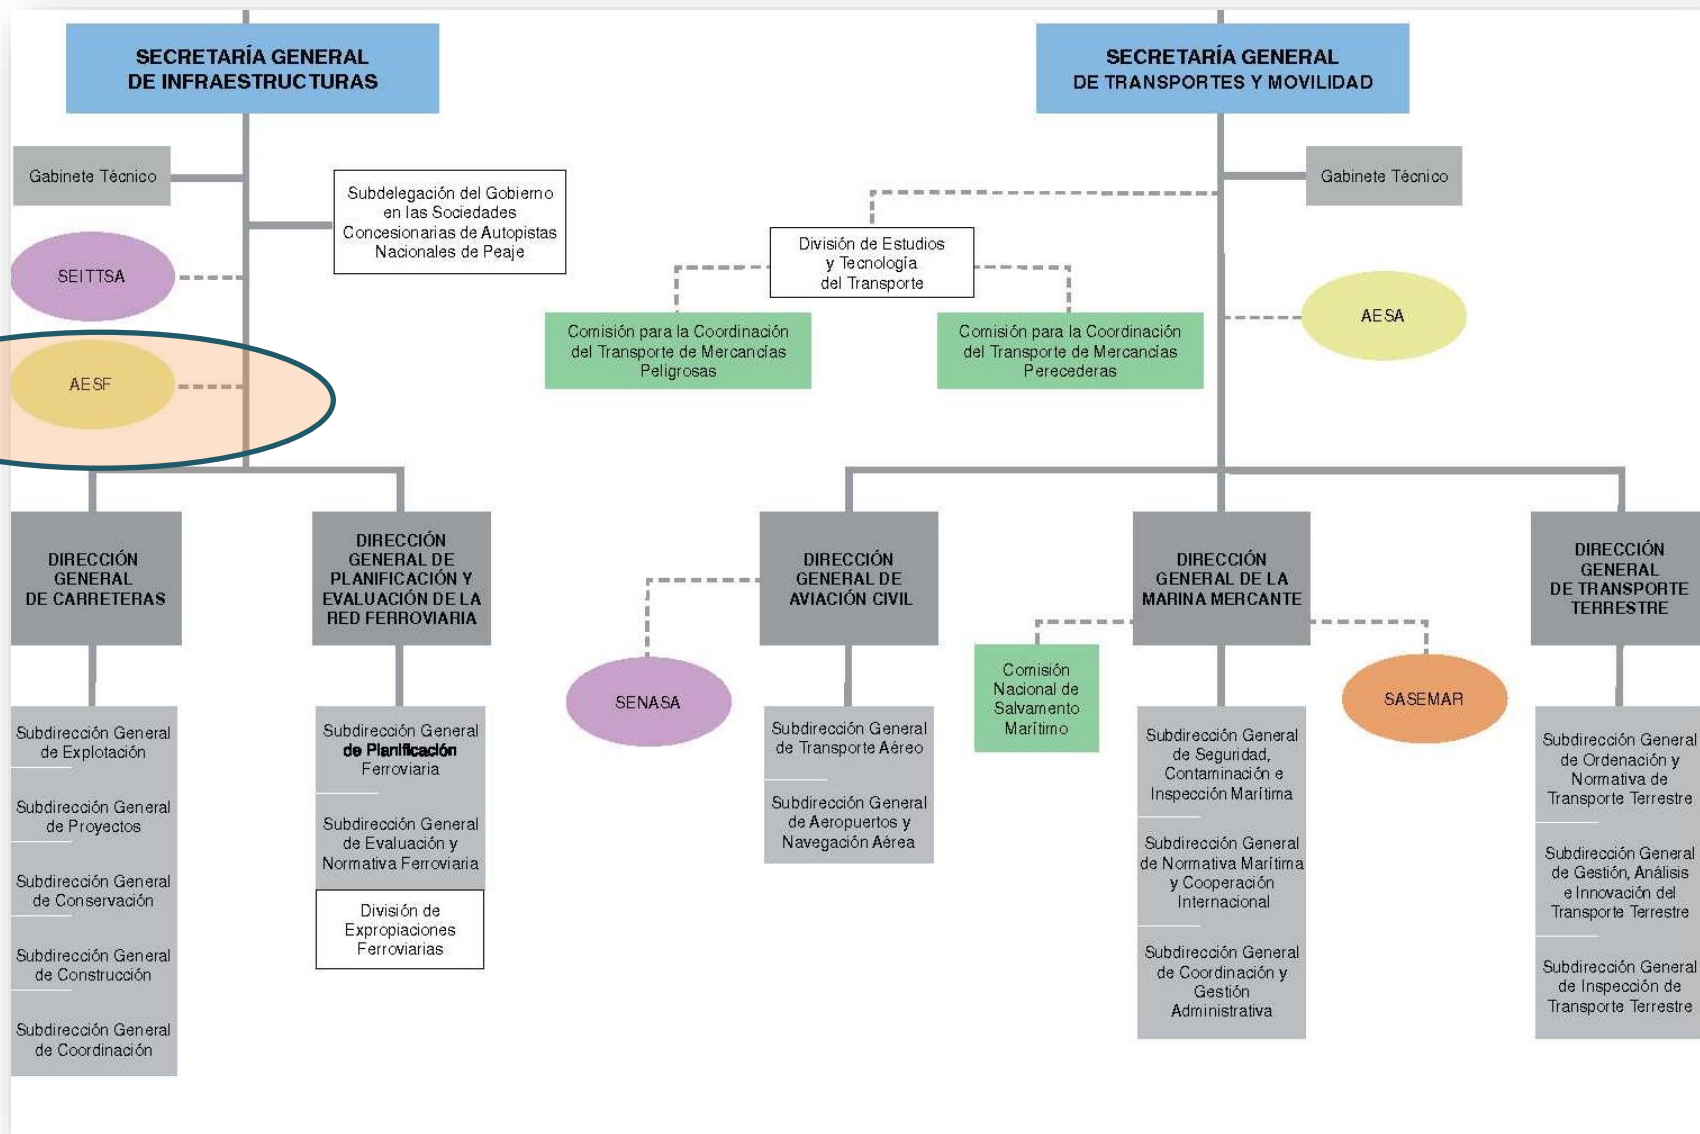 SECRETARÍA GENERAL
DE INFRAESTRUCTURAS
Gabinete Técnico
Subdelegación del Gobierno
en las Sociedades
Concesionarias de Autopistas
Nacionales de Peaje
SEITTSA
AESF
DIRECCIÓN
GENERAL
DE CARRETERAS
Subdirección General
de Explotación
Subdirección General
de Proyectos
Subdirección General
de Conservación
Subdirección General
de Construcción
Subdirección General
de Coordinación
DIRECCIÓN
GENERAL DE
PLANIFICACIÓN Y
EVALUACIÓN DE LA
RED FERROVIARIA
Subdirección General
de Planificación
Ferroviaria
Subdirección General
de Evaluación y
Normativa Ferroviaria
División de
Expropiaciones
Ferroviarias
SECRETARÍA GENERAL
DE TRANSPORTES Y MOVILIDAD
Gabinete Técnico
División de Estudios
y Tecnología
del Transporte
Comisión para la Coordinación
del Transporte de Mercancías
Peligrosas
Comisión para la Coordinación
del Transporte de Mercancías
Perecederas
AESA
DIRECCIÓN
GENERAL DE
AVIACIÓN CIVIL
SENASA
Subdirección General
de Transporte Aéreo
Subdirección General
de Aeropuertos y
Navegación Aérea
DIRECCIÓN
GENERAL DE LA
MARINA MERCANTE
Comisión
Nacional de
Salvamento
Marítimo
SASEMAR
Subdirección General
de Seguridad,
Contaminación e
Inspección Marítima
Subdirección General
de Normativa Marítima
y Cooperación
Internacional
Subdirección General
de Coordinación y
Gestión
Administrativa
DIRECCIÓN
GENERAL
DE TRANSPORTE
TERRESTRE
Subdirección General
de Ordenación y
Normativa de
Transporte Terrestre
Subdirección General
de Gestión, Análisis
e Innovación del
Transporte Terrestre
Subdirección General
de Inspección de
Transporte Terrestre